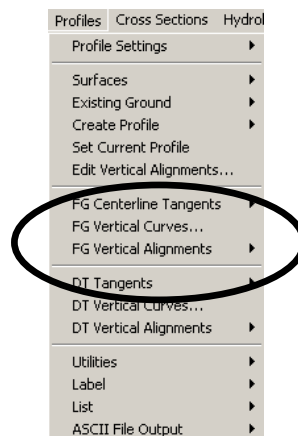 Profiles Cross Sections Hydrol
Profile Settings
Surfaces
Existing Ground
Create Profile
Set Current Profile
Edit Vertical Alignments...
FG Centerline Tangents
FG Vertical Curves...
FG Vertical Alignments
DT Tangents
DT Vertical Curves...
DT Vertical Alignments
Utilities
Label
List
ASCII File Output